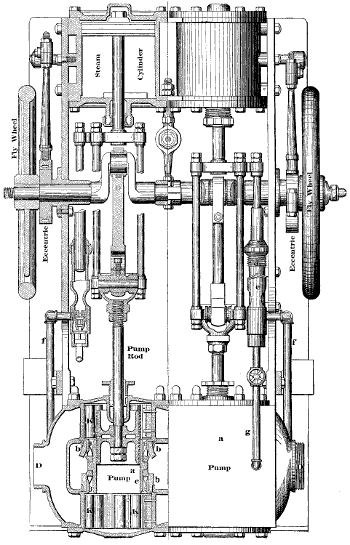 Steam
Cylinder
Fly Wheel
Fly Wheel
Eccentric
Eccentric
e
f
Pump
Rod
f
g
K
D
b
b
a
a
Pump
Pump
c
b
K
K